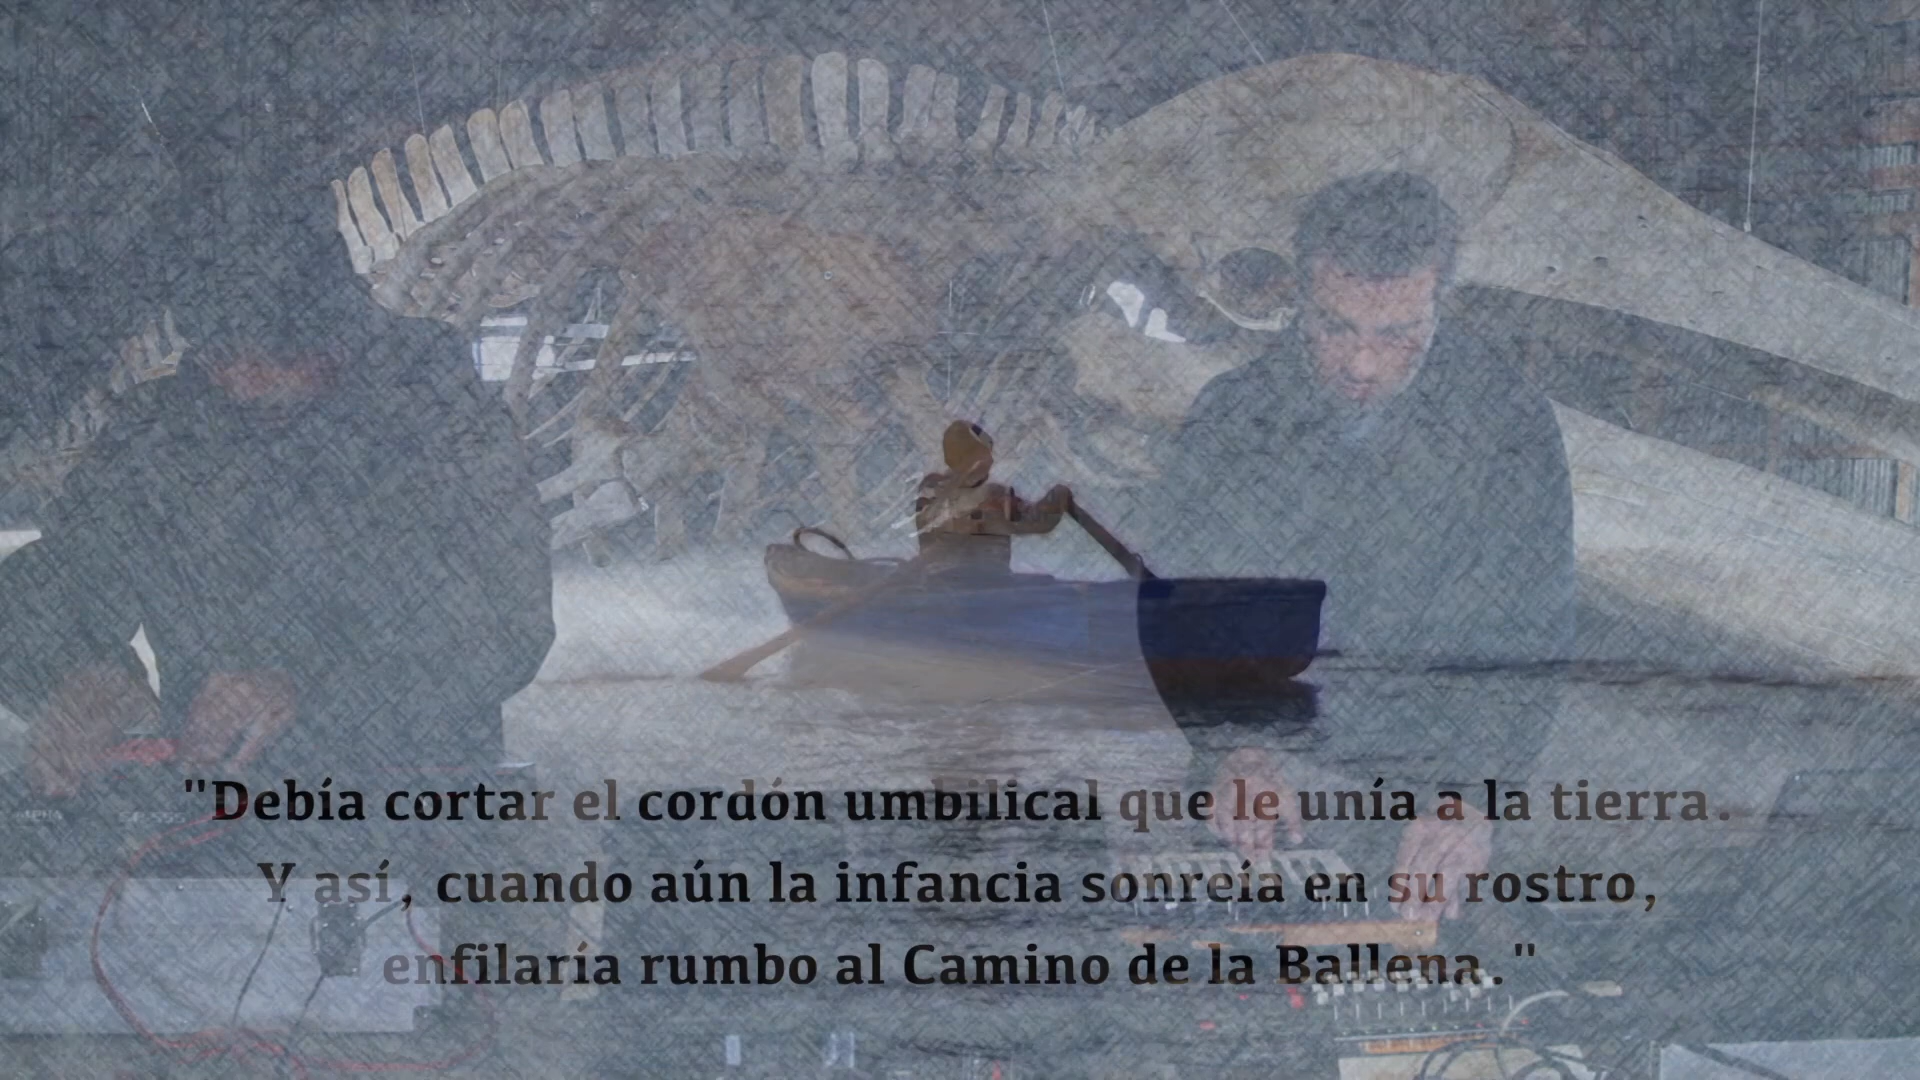 "Debía cortar el cordón umbilical que le unía a la tierra.
Y así, cuando aún la infancia sonreía en su rostro,
enfilaría rumbo al Camino de la Ballena."